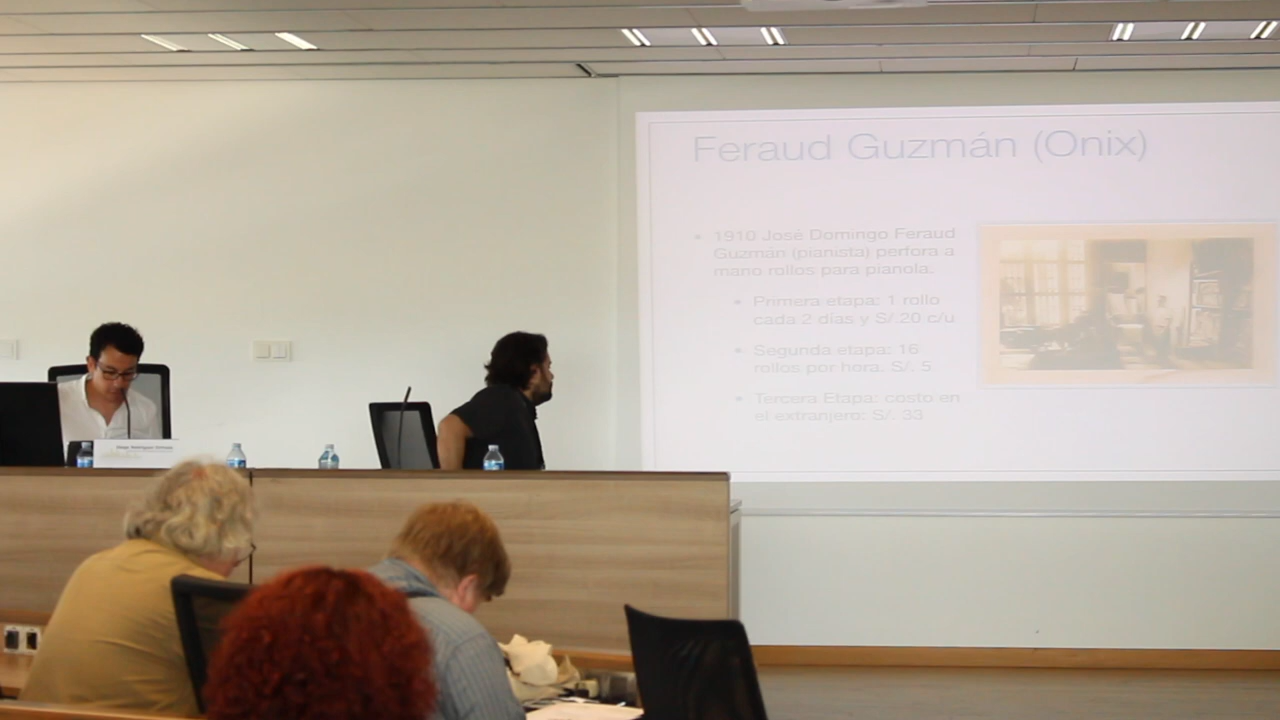 Feraud Guzmán (Onix)
• 1910 José Domingo Feraud
Guzmán (pianista) perfora a
mano rollos para pianola.
• Primera etapa: 1 rollo
cada 2 días y S/.20 c/u
• Segunda etapa: 16
rollos por hora. S/. 5
• Tercera Etapa: costo en
el extranjero: S/. 33